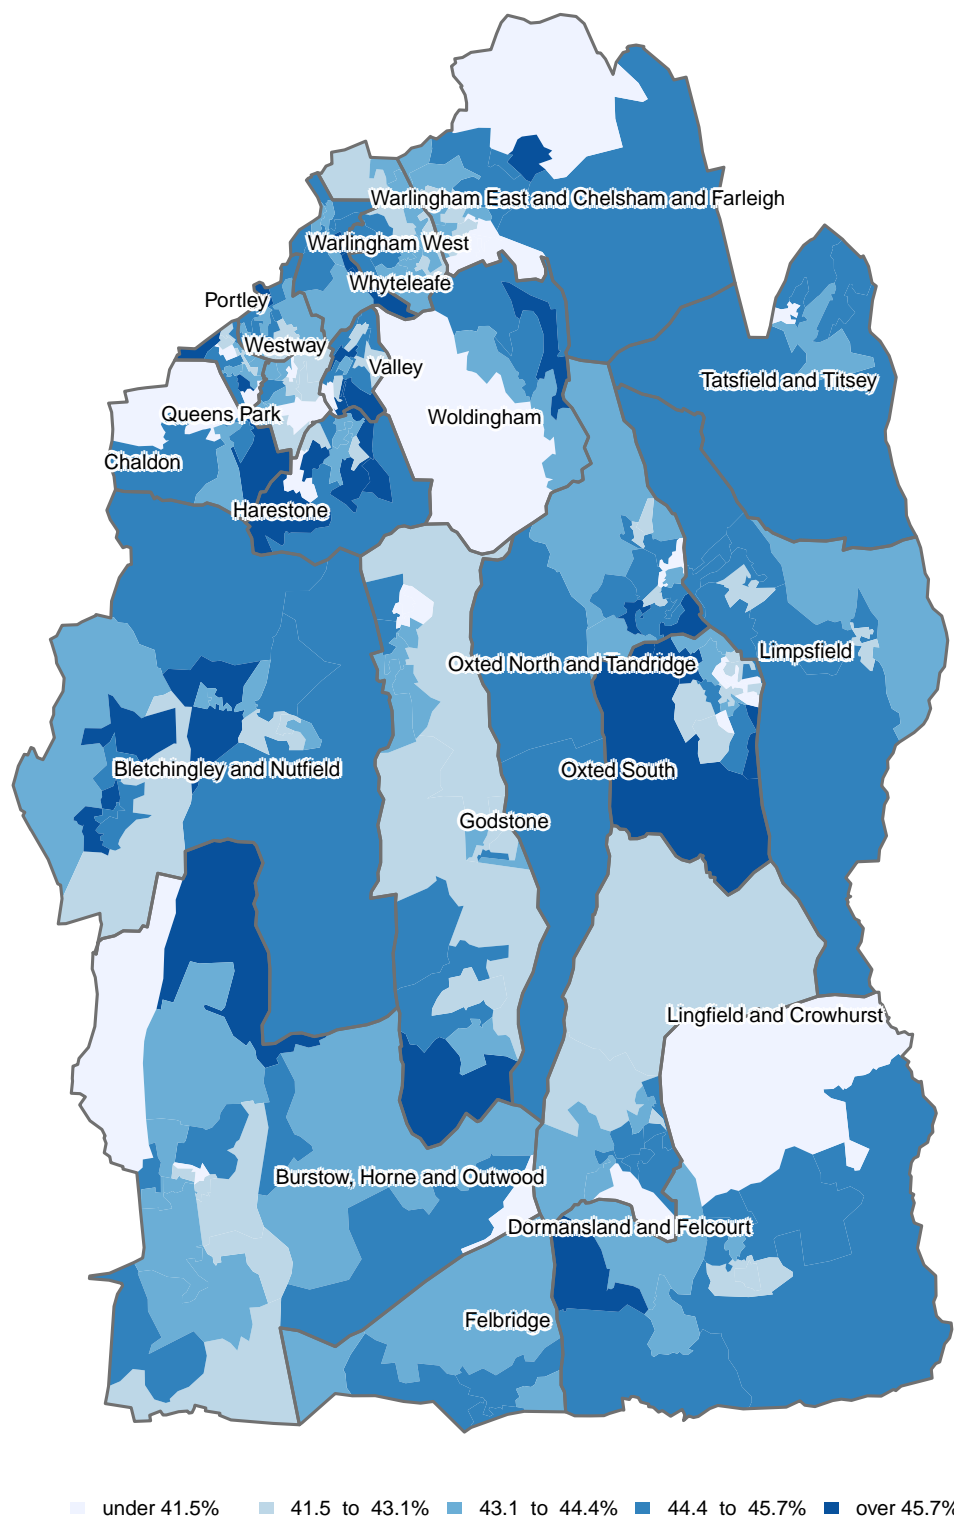 Warlingham East and Chelsham and Farleigh
Warlingham West
Whyteleafe
Portley
Westway
Valley
Tatsfield and Titsey
Queens Park
Woldingham
Chaldon
Harestone
Oxted North and Tandridge
Limpsfield
Bletchingley and Nutfield
Oxted South
Godstone
Lingfield and Crowhurst
Burstow, Horne and Outwood
Dormansland and Felcourt
Felbridge
under 41.5% 41.5 to 43.1% 43.1 to 44.4% 44.4 to 45.7% over 45.7%